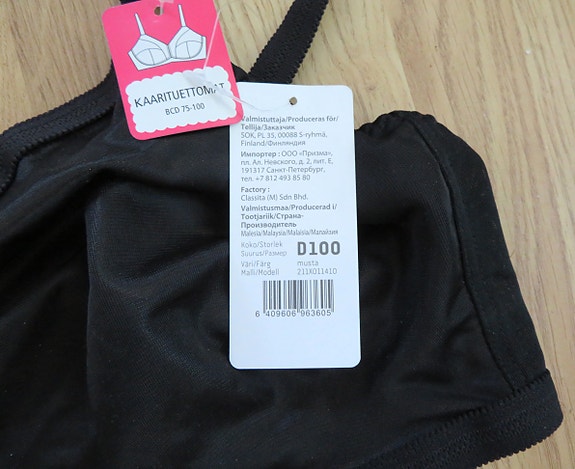 KAARITUETTOMAT
BCD 75-100
Valmistuttaja/Produceras för/
Tellija/Заказчик
SOK, PL 35, 00088 S-ryhmä,
Finland/Финляндия
Импортер : ООО «Призма»,
пл. Ал. Невского, д. 2, лит. Е,
191317 Санкт-Петербург,
тел. +7 812 493 85 80
Factory :
Classita (M) Sdn Bhd.
Valmistusmaa/Producerad i/
Tootjariik/Страна-
Производитель
Malesia/Malaysia/Malaisia/Малайзия
Koko/Storlek
Suurus/Размер D100
Väri/Färg musta
Malli/Modell 211X011410
6 409606 963605